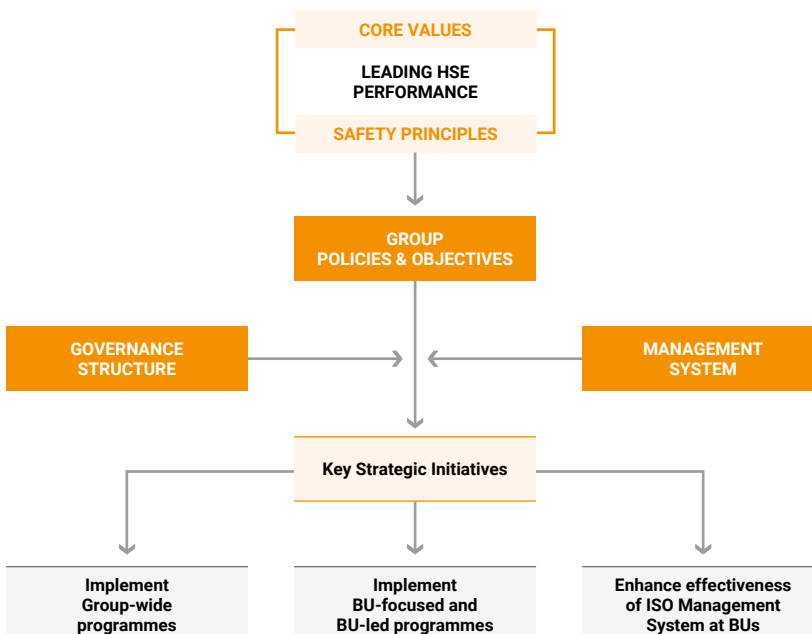 CORE VALUES
LEADING HSE
PERFORMANCE
SAFETY PRINCIPLES
GROUP
POLICIES & OBJECTIVES
GOVERNANCE
STRUCTURE
MANAGEMENT
SYSTEM
Key Strategic Initiatives
Implement
Group-wide
programmes
Implement
BU-focused and
BU-led programmes
Enhance effectiveness
of ISO Management
System at BUs